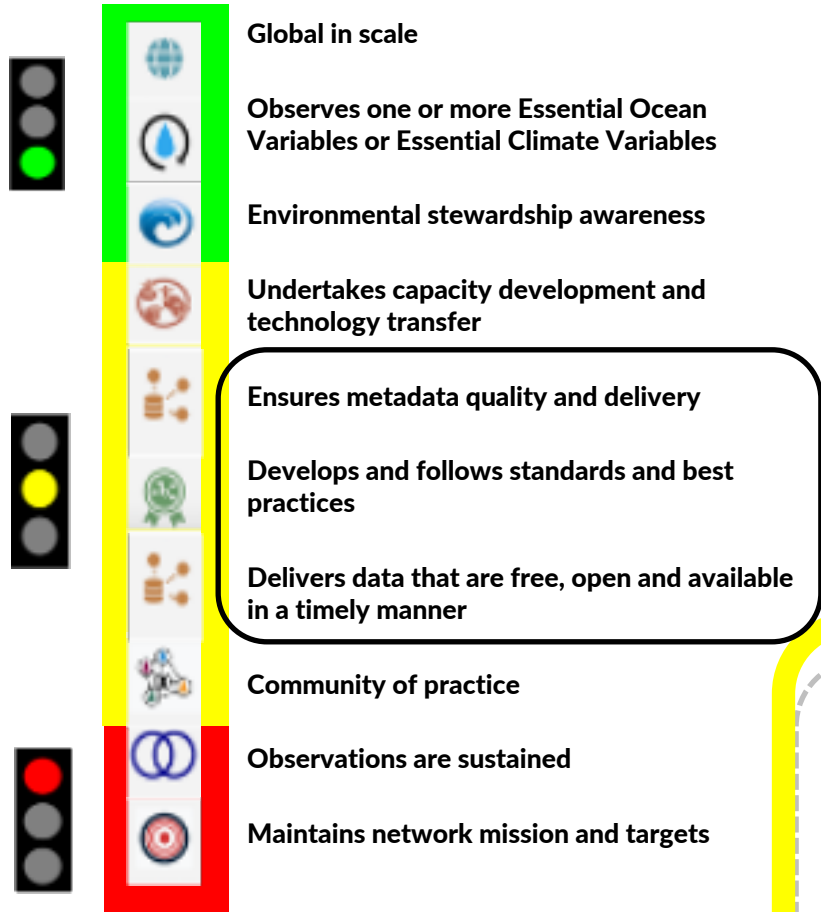 Global in scale
Observes one or more Essential Ocean
Variables or Essential Climate Variables
Environmental stewardship awareness
Undertakes capacity development and
technology transfer
Ensures metadata quality and delivery
Develops and follows standards and best
practices
Delivers data that are free, open and available
in a timely manner
Community of practice
Observations are sustained
Maintains network mission and targets